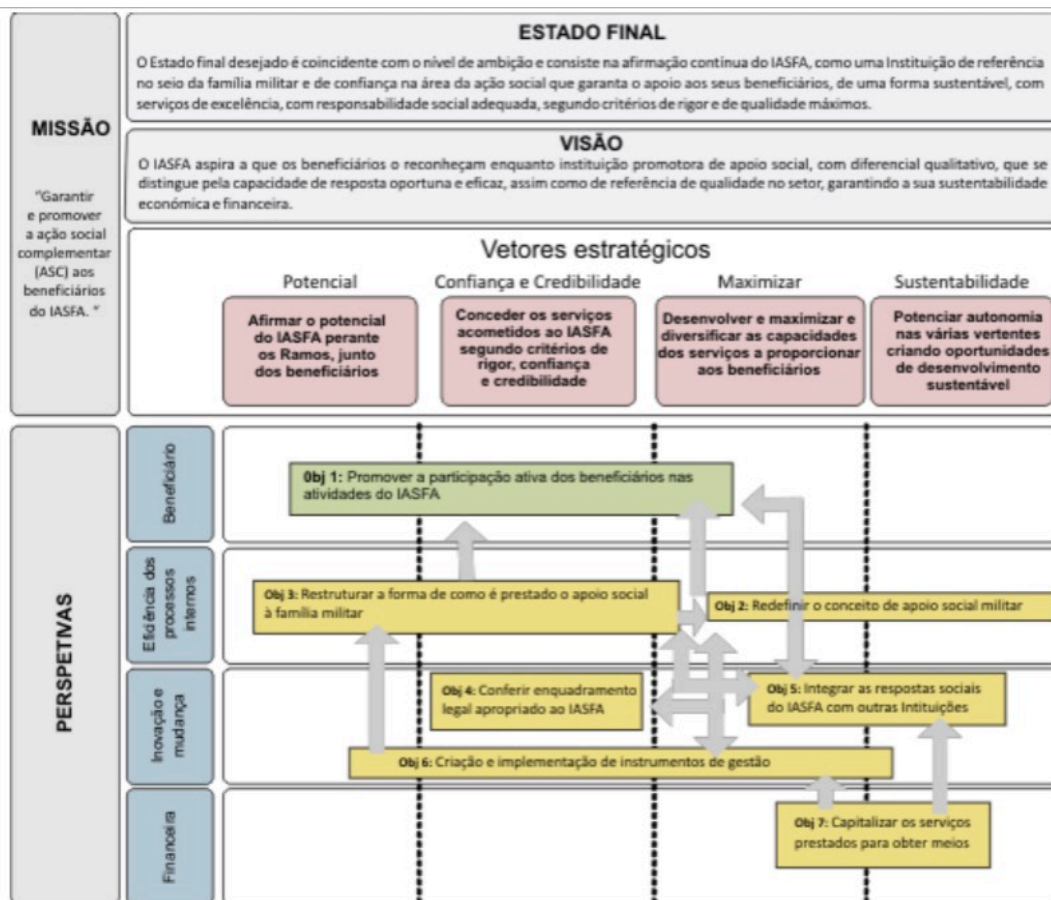 ESTADO FINAL
O Estado final desejado é coincidente com o nível de ambição e consiste na afirmação contínua do IASFA, como uma Instituição de referência
no seio da família militar e de confiança na área da ação social que garanta o apoio aos seus beneficiários, de uma forma sustentável, com
serviços de excelência, com responsabilidade social adequada, segundo critérios de rigor e de qualidade máximos.
MISSÃO
"Garantir
e promover
a ação social
complementar
(ASC) aos
beneficiários
do IASFA. "
VISÃO
O IASFA aspira a que os beneficiários o reconheçam enquanto instituição promotora de apoio social, com diferencial qualitativo, que se
distingue pela capacidade de resposta oportuna e eficaz, assim como de referência de qualidade no setor, garantindo a sua sustentabilidade
económica e financeira.
Vetores estratégicos
Potencial
Afirmar o potencial
do IASFA perante
os Ramos, junto
dos beneficiários
Confiança e Credibilidade
Conceder os serviços
acometidos ao IASFA
segundo critérios de
rigor, confiança
e credibilidade
Maximizar
Desenvolver e maximizar e
diversificar as capacidades
dos serviços a proporcionar
aos beneficiários
Sustentabilidade
Potenciar autonomia
nas várias vertentes
criando oportunidades
de desenvolvimento
sustentável
PERSPETIVAS
Beneficiário
0bj 1: Promover a participação ativa dos beneficiários nas
atividades do IASFA
Eficiência dos
processos
internos
Obj 3: Restruturar a forma de como é prestado o apoio social
à família militar
Obj 2: Redefinir o conceito de apoio social militar
Inovação e
mudança
Obj 4: Conferir enquadramento
legal apropriado ao IASFA
Obj 5: Integrar as respostas sociais
do IASFA com outras Intituições
Obj 6: Criação e implementação de instrumentos de gestão
Financeira
Obj 7: Capitalizar os serviços
prestados para obter meios